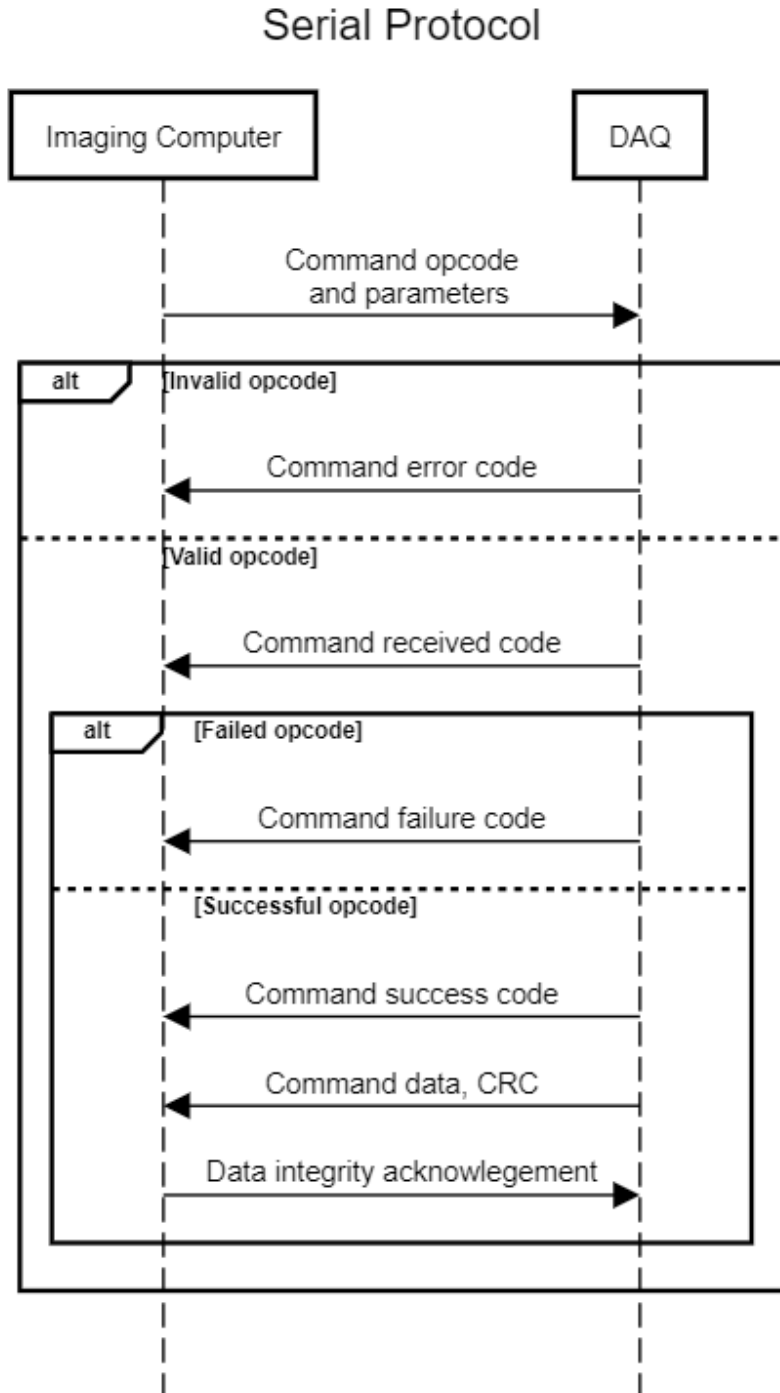 Serial Protocol
Imaging Computer
DAQ
Command opcode
and parameters
alt
[Invalid opcode]
Command error code
[Valid opcode]
Command received code
alt
[Failed opcode]
Command failure code
[Successful opcode]
Command success code
Command data, CRC
Data integrity acknowlegement